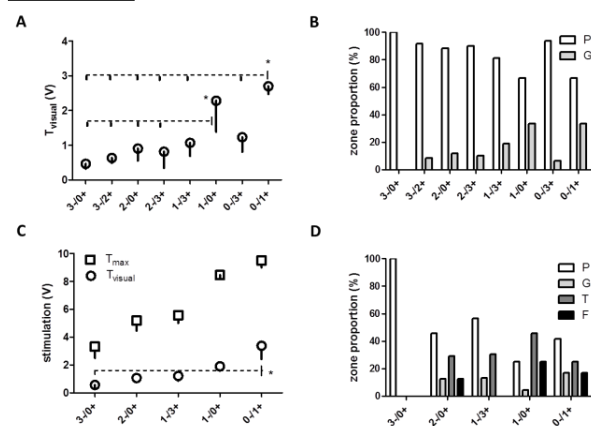 A
T_visual (V)
4
3
2
1
0
*
*
3-/0+ 3-/2+ 2-/0+ 2-/3+ 1-/3+ 1-/0+ 0-/3+ 0-/1+
B
zone proportion (%)
100
80
60
40
20
0
P
G
3-/0+ 3-/2+ 2-/0+ 2-/3+ 1-/3+ 1-/0+ 0-/3+ 0-/1+
C
stimulation (V)
10
8
6
4
2
0
T_max
T_visual
*
3-/0+ 2-/0+ 1-/3+ 1-/0+ 0-/1+
D
zone proportion (%)
100
80
60
40
20
0
P
G
T
F
3-/0+ 2-/0+ 1-/3+ 1-/0+ 0-/1+